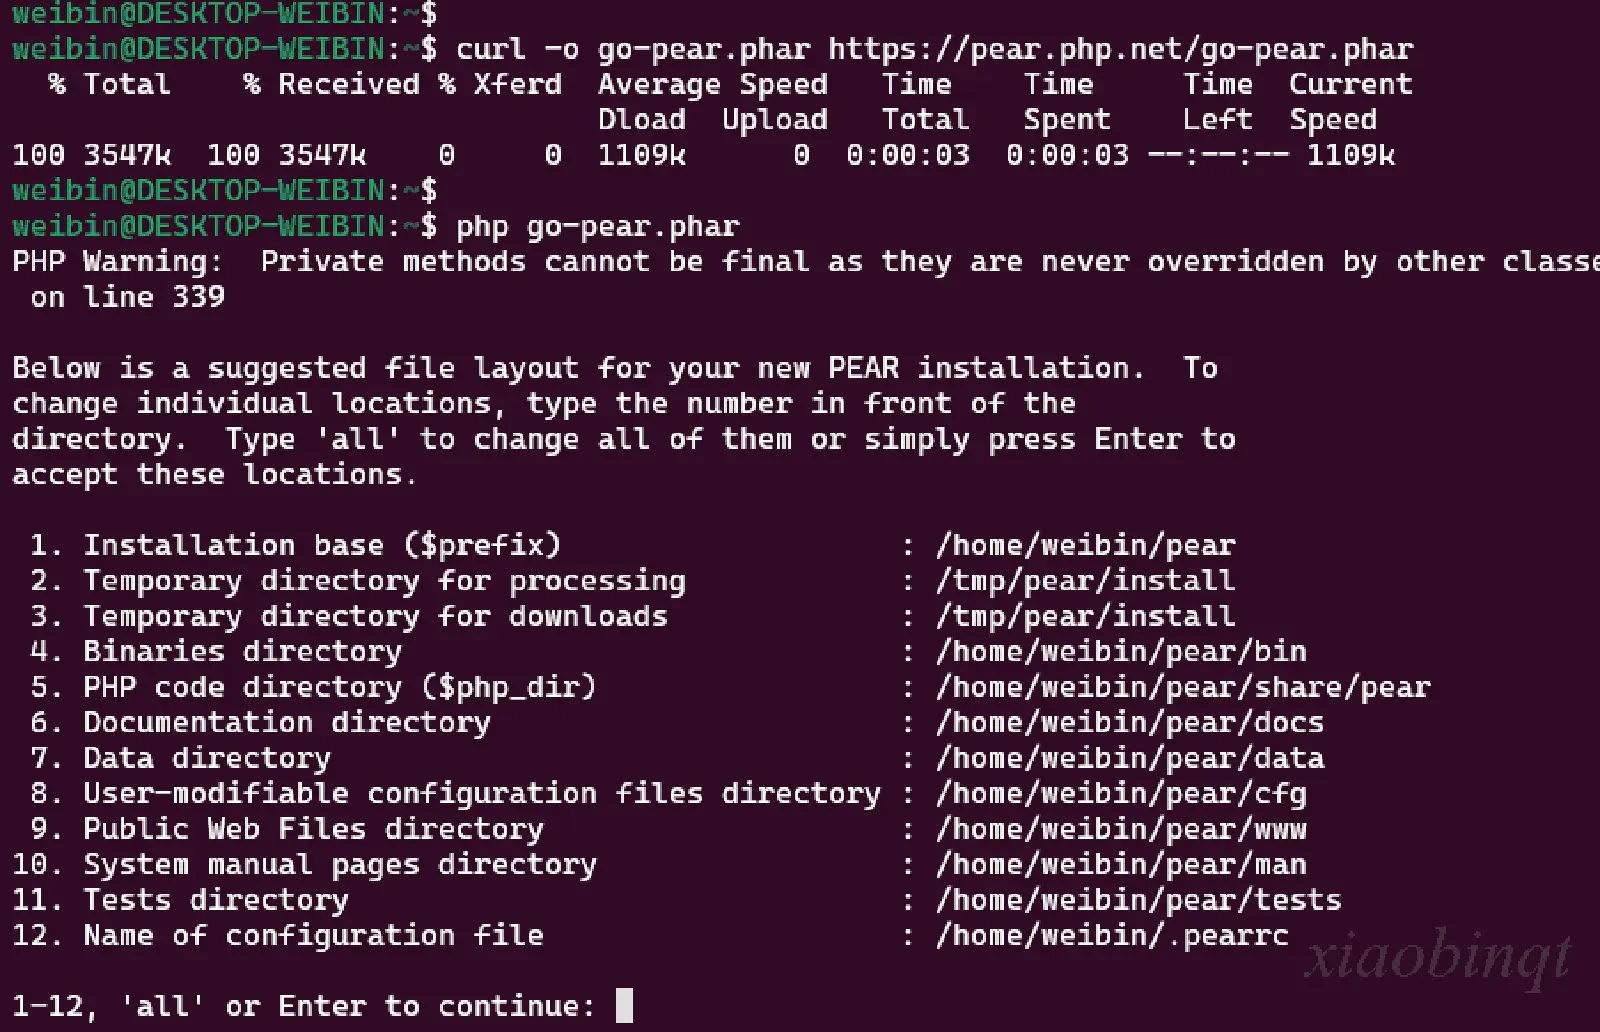 weibin@DESKTOP-WEIBIN:~$
weibin@DESKTOP-WEIBIN:~$ curl -o go-pear.phar https://pear.php.net/go-pear.phar
  % Total    % Received % Xferd  Average Speed   Time    Time     Time  Current
                                 Dload  Upload   Total   Spent    Left  Speed
100 3547k  100 3547k    0     0  1109k      0  0:00:03  0:00:03 --:--:-- 1109k
weibin@DESKTOP-WEIBIN:~$
weibin@DESKTOP-WEIBIN:~$ php go-pear.phar
PHP Warning:  Private methods cannot be final as they are never overridden by other classe
 on line 339
Below is a suggested file layout for your new PEAR installation.  To
change individual locations, type the number in front of the
directory.  Type 'all' to change all of them or simply press Enter to
accept these locations.
 1. Installation base ($prefix)                   : /home/weibin/pear
 2. Temporary directory for processing            : /tmp/pear/install
 3. Temporary directory for downloads             : /tmp/pear/install
 4. Binaries directory                            : /home/weibin/pear/bin
 5. PHP code directory ($php_dir)                 : /home/weibin/pear/share/pear
 6. Documentation directory                       : /home/weibin/pear/docs
 7. Data directory                                : /home/weibin/pear/data
 8. User-modifiable configuration files directory : /home/weibin/pear/cfg
 9. Public Web Files directory                    : /home/weibin/pear/www
10. System manual pages directory                 : /home/weibin/pear/man
11. Tests directory                               : /home/weibin/pear/tests
12. Name of configuration file                    : /home/weibin/.pearrc
xiaobinqt
1-12, 'all' or Enter to continue: